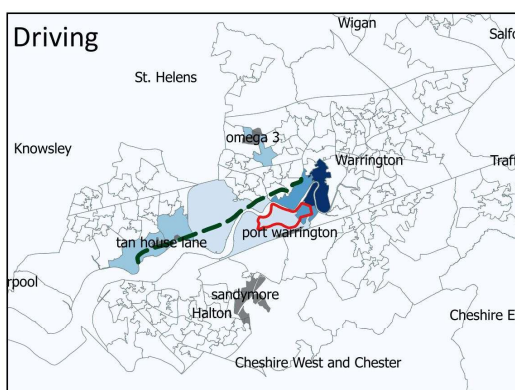 Driving
Wigan
Salfo
St. Helens
omega 3
Knowsley
Warrington
Traff
tan house lane
port warrington
rpool
sandymore
Halton
Cheshire E
Cheshire West and Chester